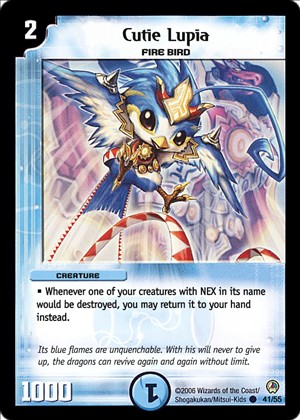 2
Cutie Lupia
FIRE BIRD
CREATURE
▪ Whenever one of your creatures with NEX in its name
would be destroyed, you may return it to your hand
instead.
Its blue flames are unquenchable. With his will never to give
up, the dragons can revive again and again without limit.
1000
1
©2006 Wizards of the Coast/
Shogakukan/Mitsui-Kids ● 41/55